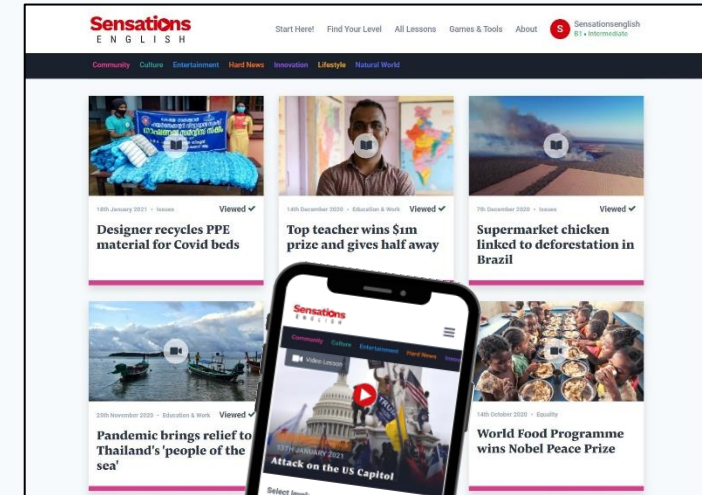 Sensations
ENGLISH
Start Here! Find Your Level All Lessons Games & Tools About S Sensationsenglish
B1 • Intermediate
Community Culture Entertainment Hard News Innovation Lifestyle Natural World
18th January 2021 • Issues Viewed ✔
Designer recycles PPE
material for Covid beds
14th December 2020 • Education & Work Viewed ✔
Top teacher wins $1m
prize and gives half away
7th December 2020 • Issues Viewed ✔
Supermarket chicken
linked to deforestation in
Brazil
20th November 2020 • Education & Work Viewed ✔
Pandemic brings relief to
Thailand's 'people of the
sea'
Sensations
ENGLISH
Community Culture Entertainment Hard News
Video Lesson
TRUMP
15TH JANUARY 2021
Attack on the US Capitol
Select level
14th October 2020 • Equality
World Food Programme
wins Nobel Peace Prize